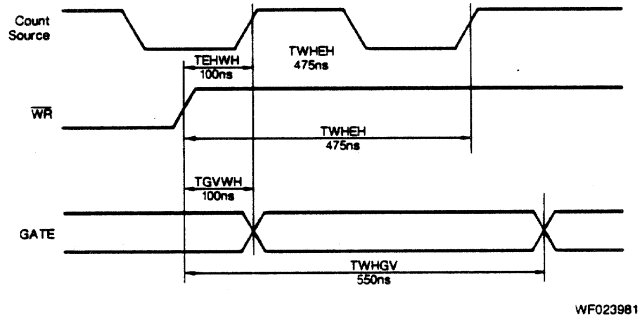 Count
Source
TEHWH
100ns
TWHEH
475ns
WR
TWHEH
475ns
TGVWH
100ns
GATE
TWHGV
550ns
WF023981